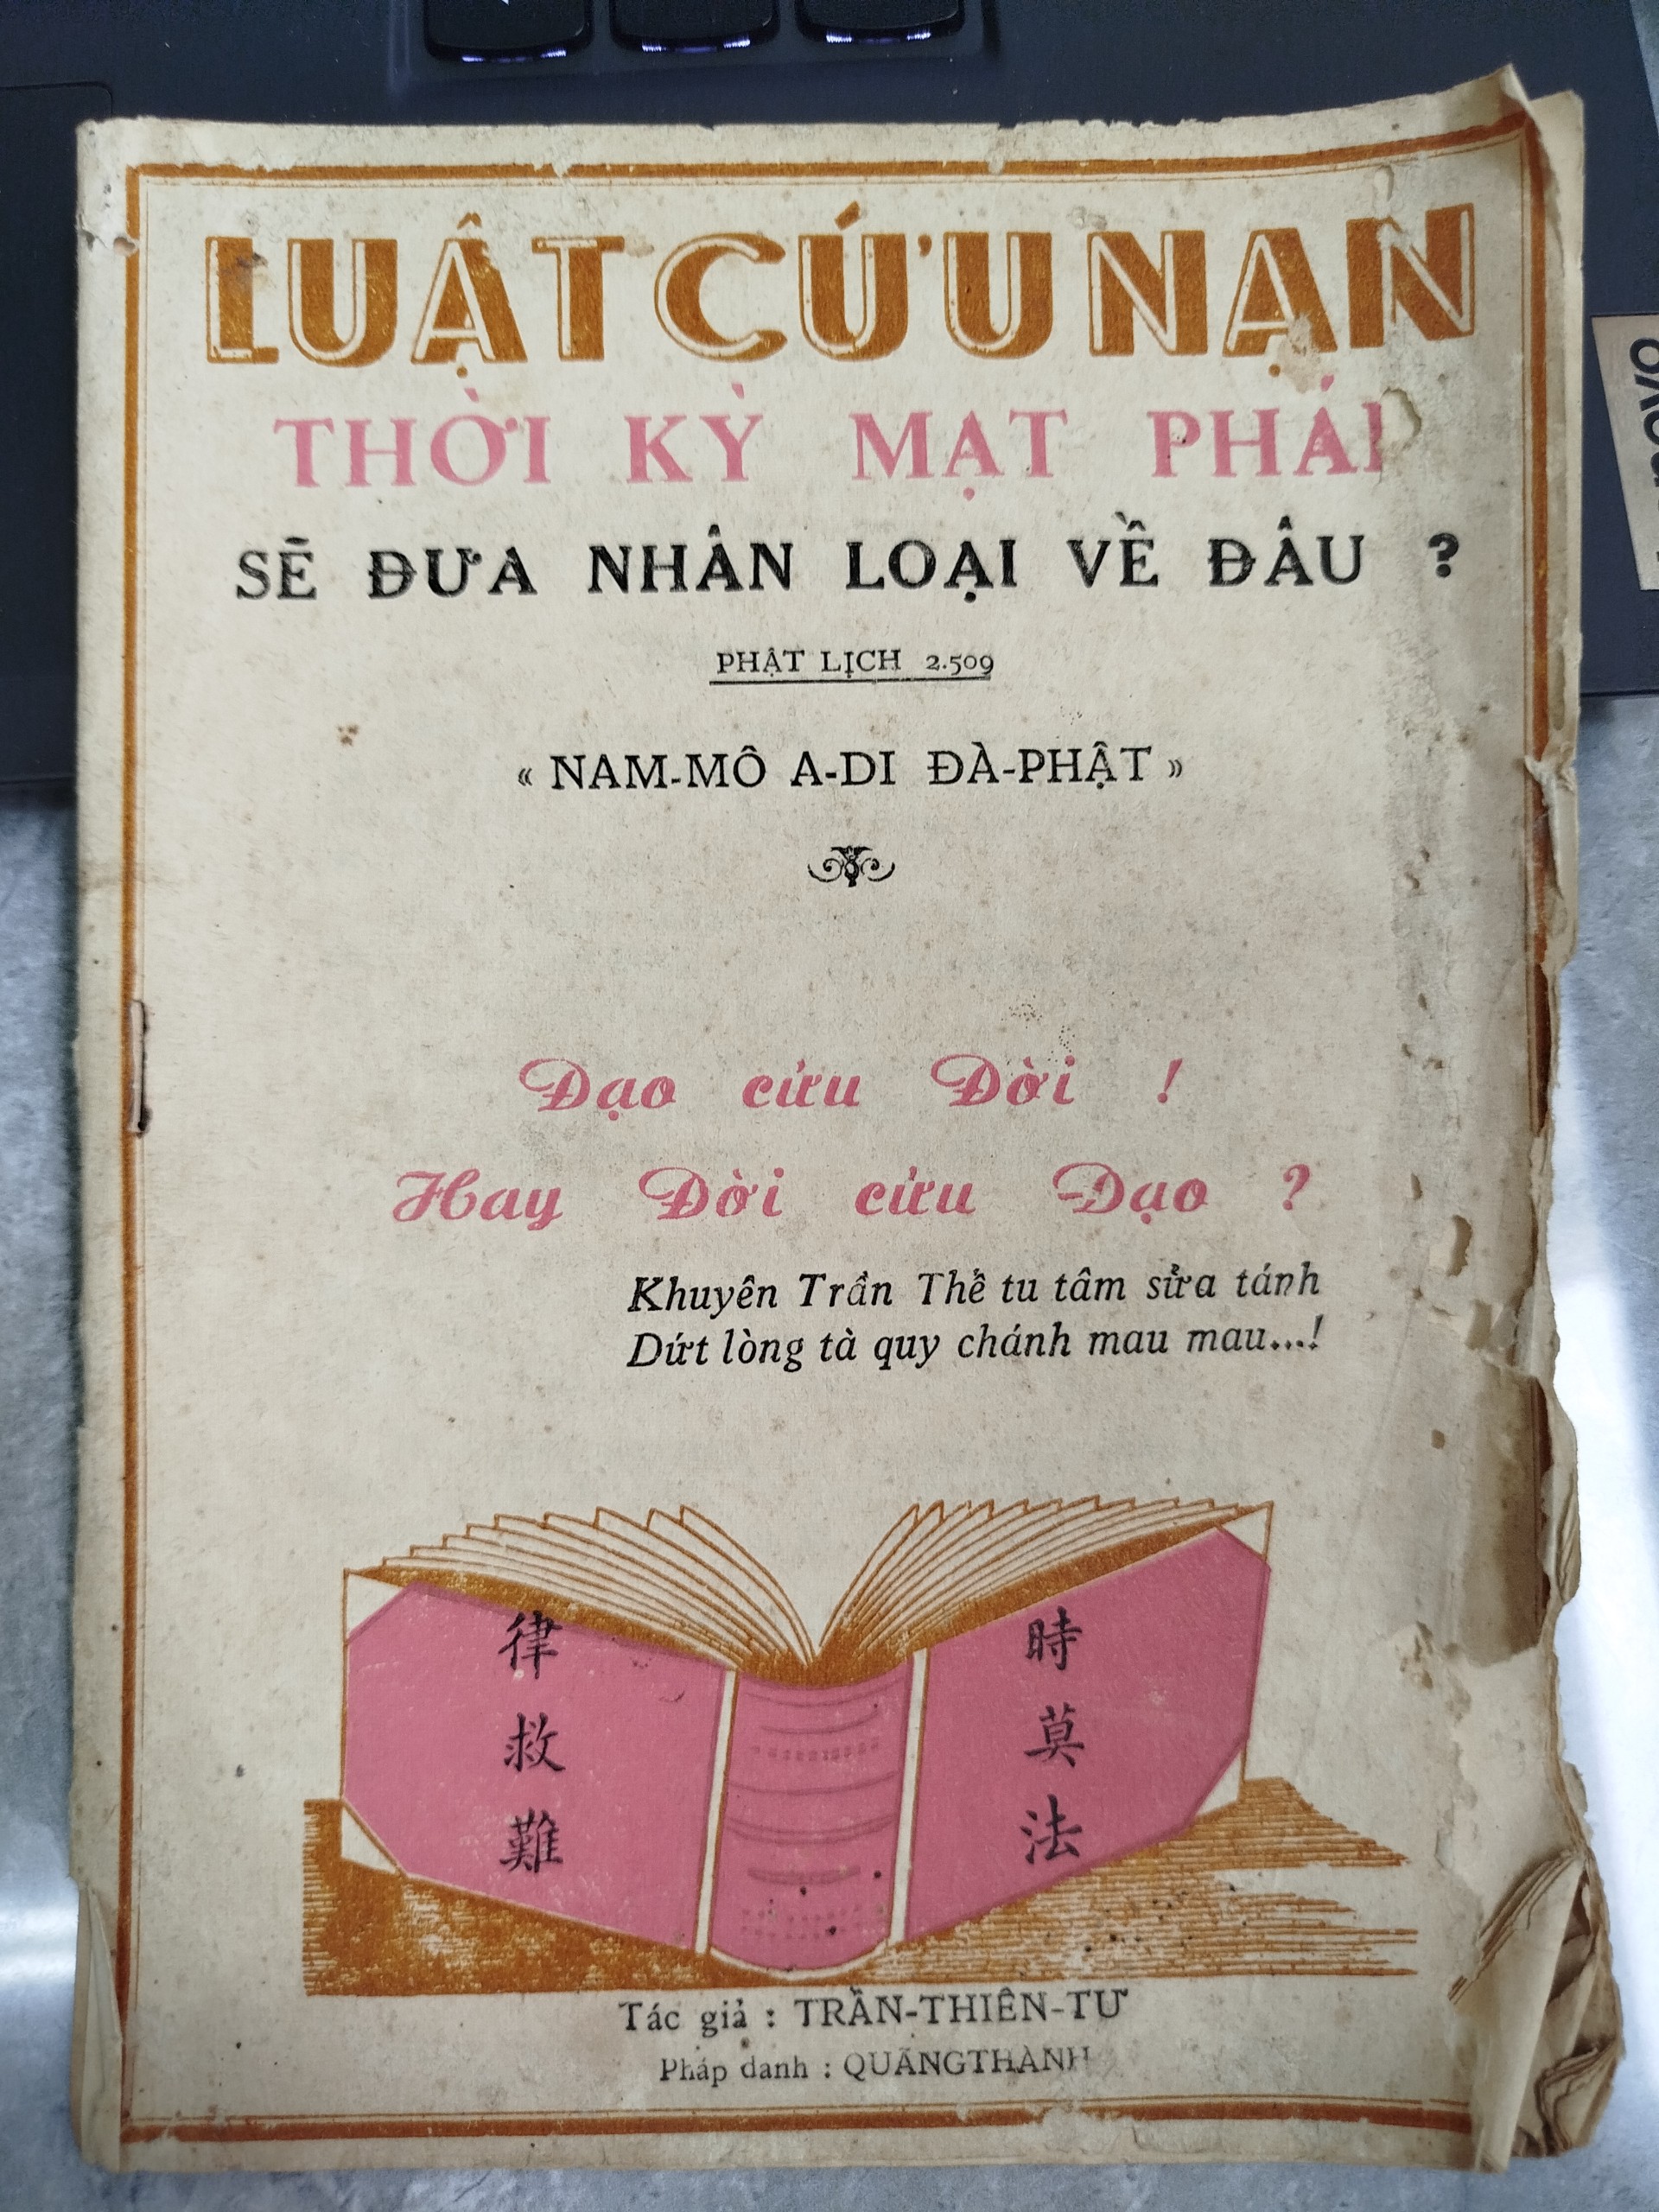 LUẬT CỨU NẠN
THỜI KỲ MẠT PHÁP
SẼ ĐƯA NHÂN LOẠI VỀ ĐÂU ?
PHẬT LỊCH 2.509
« NAM-MÔ A-DI ĐÀ-PHẬT »
Đạo cứu Đời !
Hay Đời cứu Đạo ?
Khuyên Trần Thế tu tâm sửa tánh
Dứt lòng tà quy chánh mau mau...!
律救難
時莫法
Tác giả : TRẦN-THIÊN-TƯ
Pháp danh : QUÃNGTHÀNH